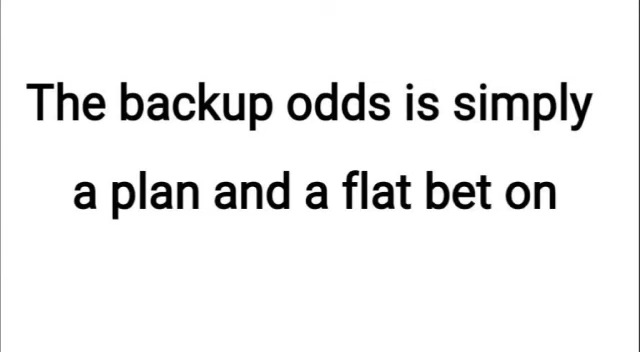 The backup odds is simply
a plan and a flat bet on